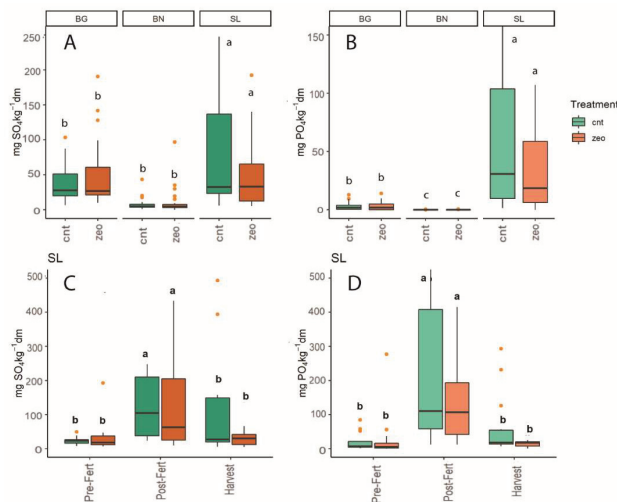 BG BN SL BG BN SL
A B
mg SO₄kg⁻¹dm
250
200
150
100
50
0
b b b b a a
cnt zeo cnt zeo cnt zeo
mg PO₄kg⁻¹dm
150
100
50
0
b b c c a a
cnt zeo cnt zeo cnt zeo
Treatment
cnt
zeo
SL
C
mg SO₄kg⁻¹dm
500
400
300
200
100
0
b b a a b b
Pre-Fert Post-Fert Harvest
SL
D
mg PO₄kg⁻¹dm
500
400
300
200
100
0
b b a a b b
Pre-Fert Post-Fert Harvest